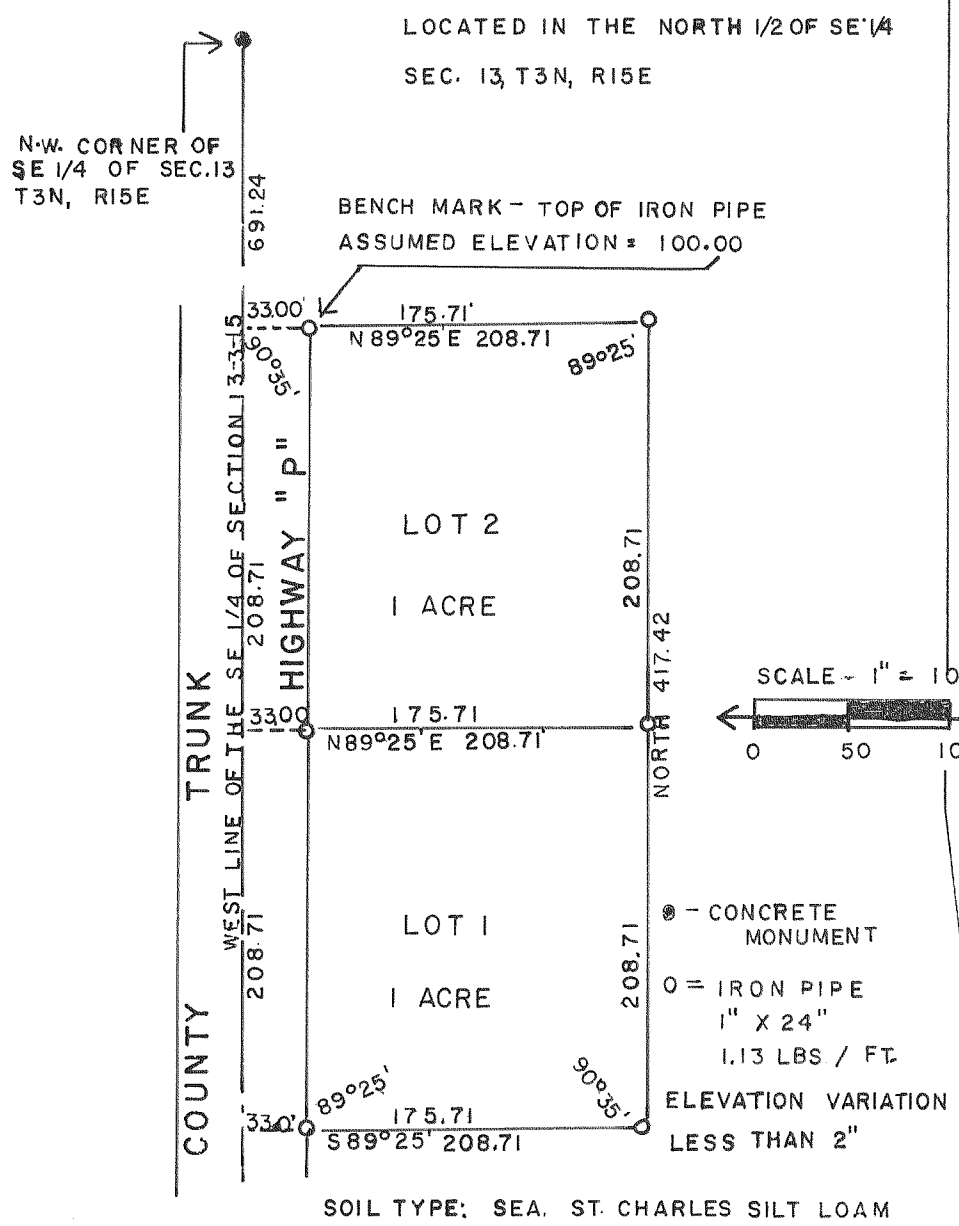 LOCATED IN THE NORTH 1/2 OF SE 1/4
SEC. 13, T3N, R15E
N.W. CORNER OF
SE 1/4 OF SEC.13
T3N, R15E
691.24
BENCH MARK - TOP OF IRON PIPE
ASSUMED ELEVATION = 100.00
33.00'
175.71'
N 89°25' E 208.71
90°35'
89°25'
WEST LINE OF THE SE 1/4 OF SECTION 13-3-15
208.71
HIGHWAY "P"
LOT 2
1 ACRE
208.71
NORTH 417.42
SCALE - 1" = 10
0 50 10
33.00
175.71
N89°25' E 208.71'
COUNTY TRUNK
208.71
LOT 1
1 ACRE
208.71
- CONCRETE
MONUMENT
O = IRON PIPE
1" X 24"
1.13 LBS / FT.
ELEVATION VARIATION
LESS THAN 2"
33.0'
89°25'
90°35'
175.71
S 89°25' 208.71
SOIL TYPE: SEA. ST. CHARLES SILT LOAM